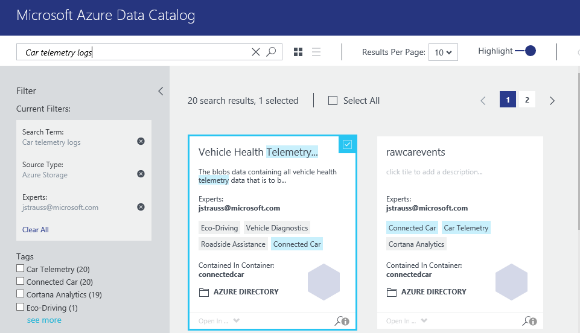 Microsoft Azure Data Catalog
Car telemetry logs
Results Per Page: 10
Highlight
Filter
Current Filters:
Search Term:
Car telemetry logs
Source Type:
Azure Storage
Experts:
jstrauss@microsoft.com
Clear All
Tags
Car Telemetry (20)
Connected Car (20)
Cortana Analytics (19)
Eco-Driving (1)
see more
20 search results, 1 selected
Select All
1 2
Vehicle Health Telemetry...
The blobs data containing all vehicle health
telemetry data that is to b...
Experts:
jstrauss@microsoft.com
Eco-Driving Vehicle Diagnostics
Roadside Assistance Connected Car
Contained In Container:
connectedcar
AZURE DIRECTORY
Open In ...
rawcarevents
click tile to add a description...
Experts:
jstrauss@microsoft.com
Connected Car Car Telemetry
Cortana Analytics
Contained In Container:
connectedcar
AZURE DIRECTORY
Open In ...